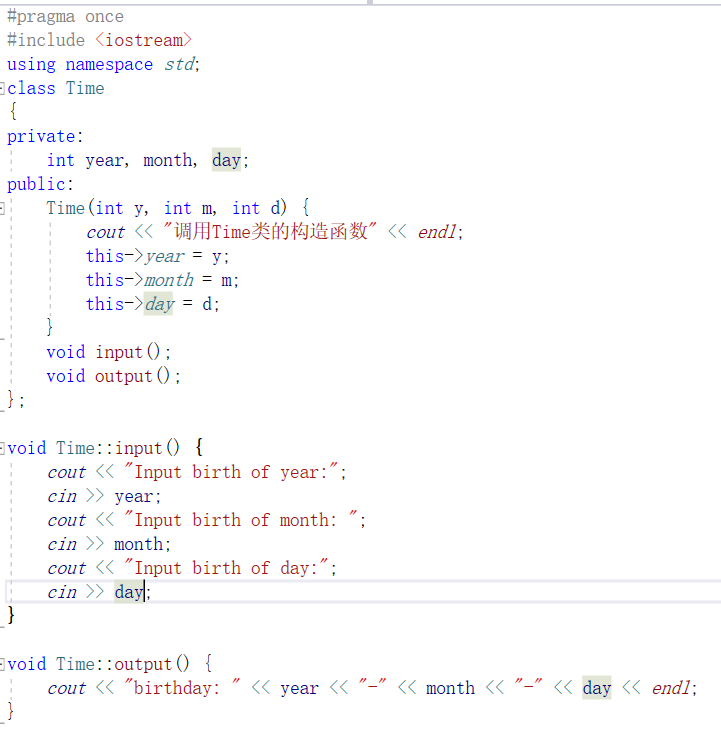 #pragma once
#include <iostream>
using namespace std;
class Time
{
private:
    int year, month, day;
public:
    Time(int y, int m, int d) {
        cout << "调用Time类的构造函数" << endl;
        this->year = y;
        this->month = m;
        this->day = d;
    }
    void input();
    void output();
};

void Time::input() {
    cout << "Input birth of year:";
    cin >> year;
    cout << "Input birth of month: ";
    cin >> month;
    cout << "Input birth of day:";
    cin >> day;
}

void Time::output() {
    cout << "birthday: " << year << "-" << month << "-" << day << endl;
}